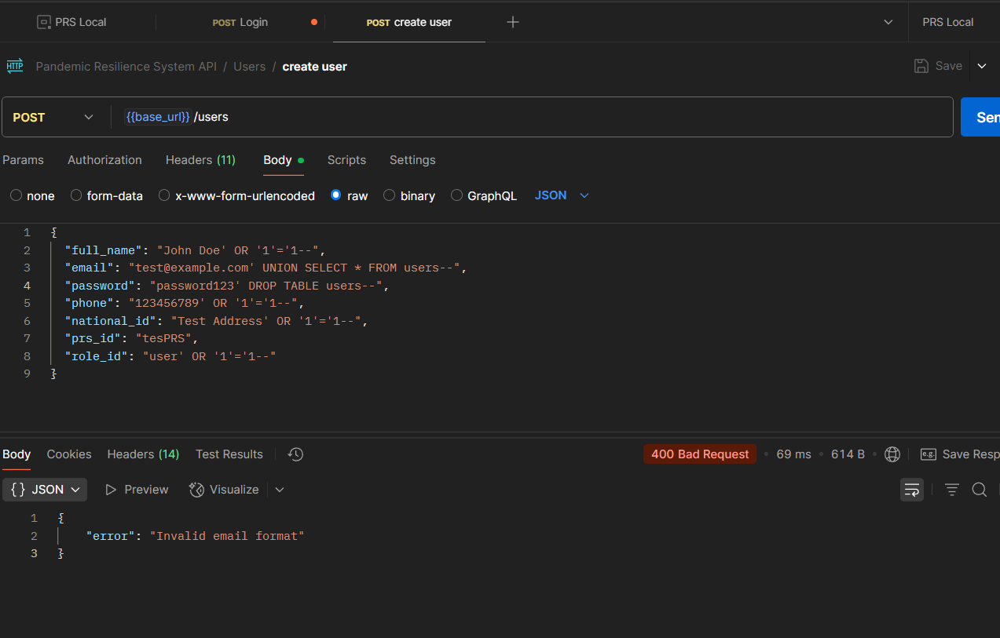 PRS Local POST Login POST create user + PRS Local
HTTP Pandemic Resilience System API / Users / create user Save
POST {{base_url}} /users
Params Authorization Headers (11) Body Scripts Settings
none form-data x-www-form-urlencoded raw binary GraphQL JSON
1 {
2 "full_name": "John Doe' OR '1'='1--",
3 "email": "test@example.com' UNION SELECT * FROM users--",
4 "password": "password123' DROP TABLE users--",
5 "phone": "123456789' OR '1'='1--",
6 "national_id": "Test Address' OR '1'='1--",
7 "prs_id": "tesPRS",
8 "role_id": "user' OR '1'='1--"
9 }
Body Cookies Headers (14) Test Results 400 Bad Request • 69 ms • 614 B • e.g. Save Resp
{} JSON Preview Visualize
1 {
2 "error": "Invalid email format"
3 }